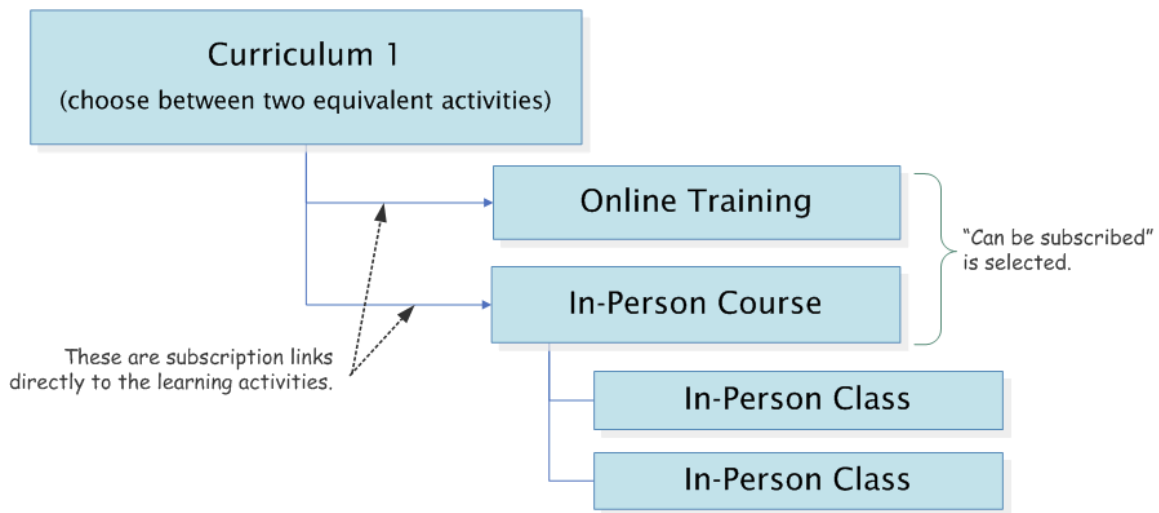 Curriculum 1
(choose between two equivalent activities)
Online Training
“Can be subscribed”
is selected.
In-Person Course
These are subscription links
directly to the learning activities.
In-Person Class
In-Person Class